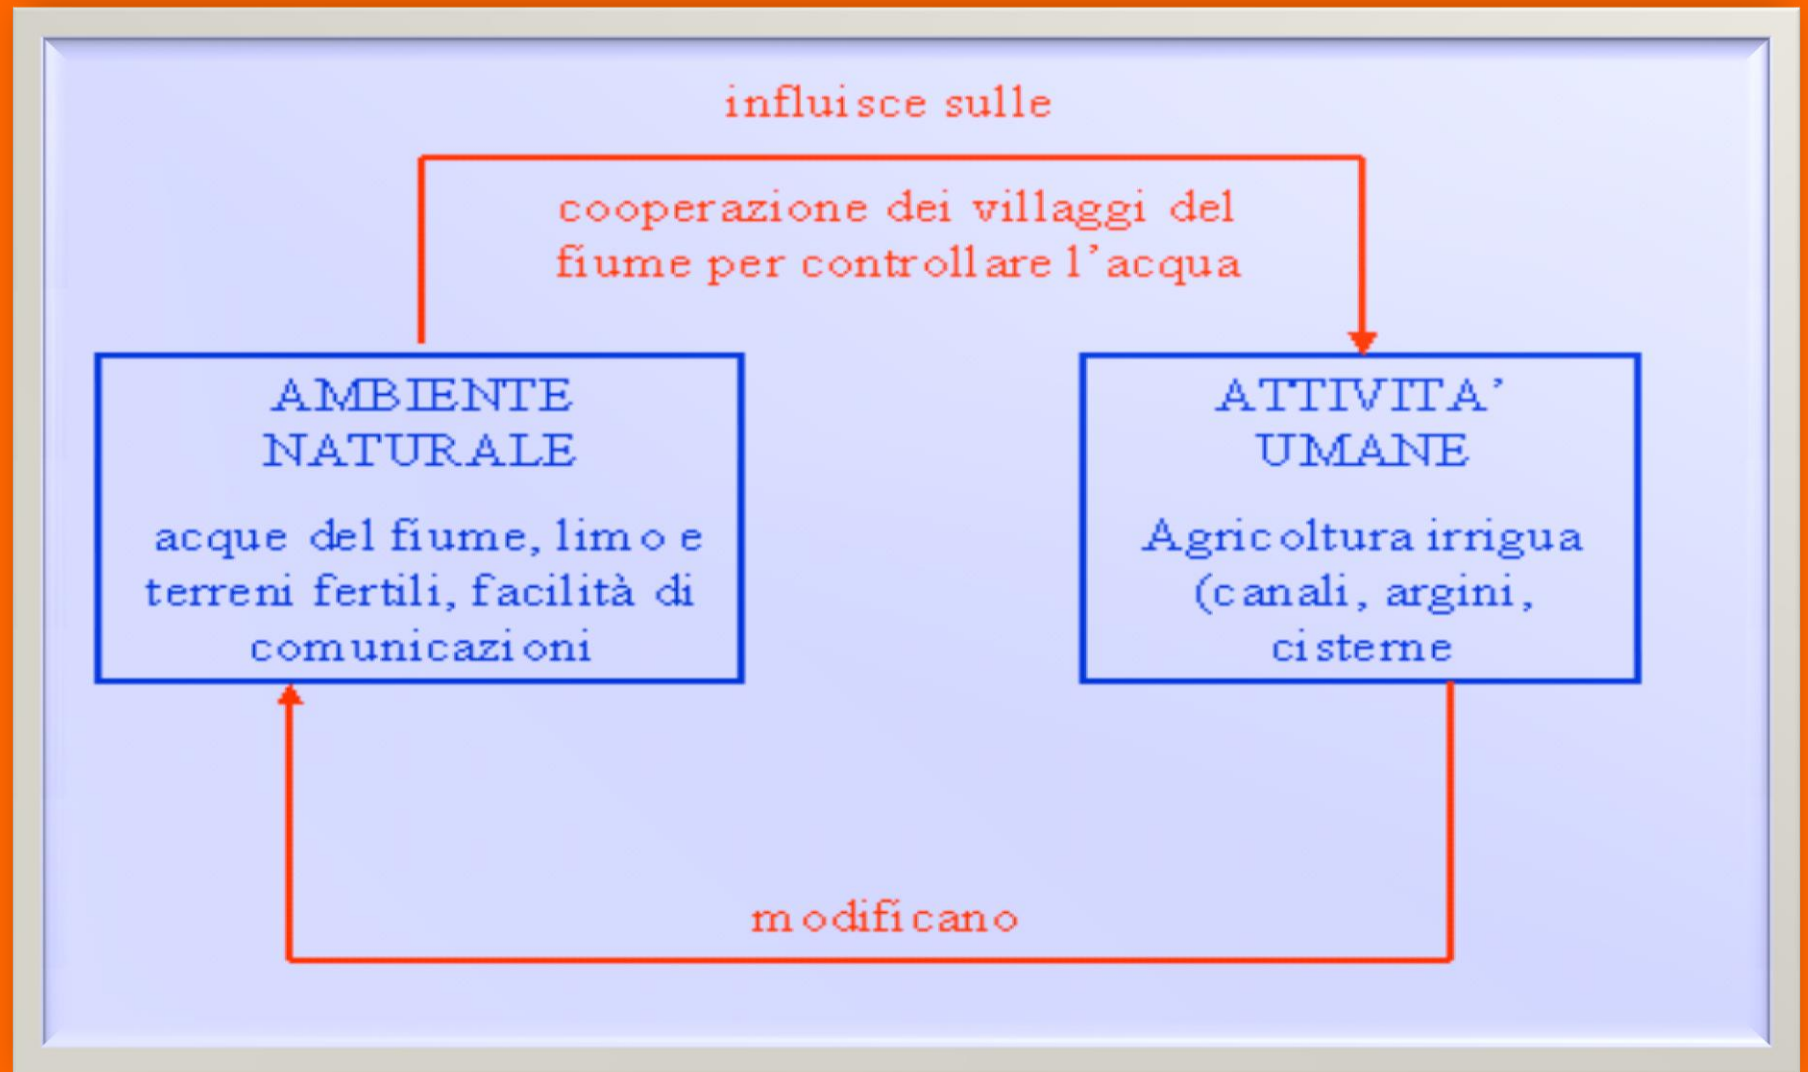 influisce sulle
cooperazione dei villaggi del
fiume per controllare l'acqua
AMBIENTE
NATURALE
acque del fiume, limo e
terreni fertili, facilità di
comunicazioni
ATTIVITA'
UMANE
Agricoltura irrigua
(canali, argini,
cisterne
modificano